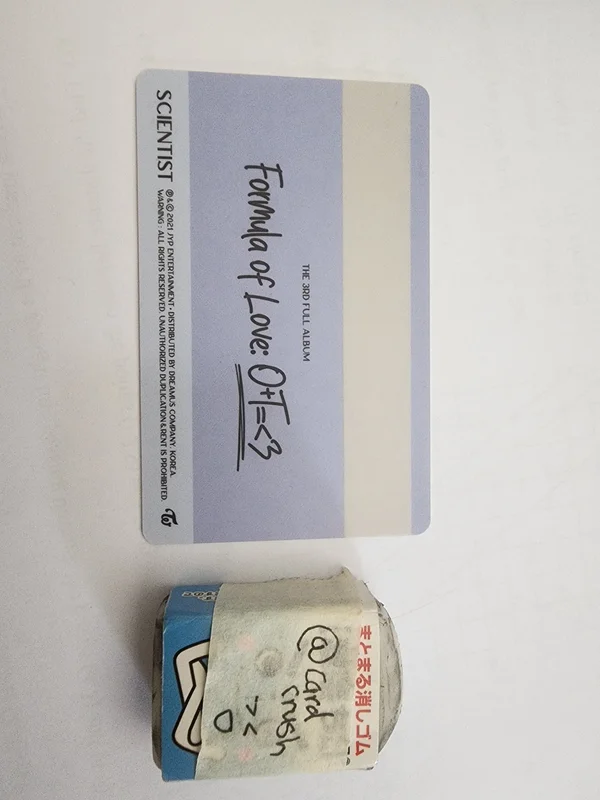 THE 3RD FULL ALBUM
Formula of Love: O+T=<3
SCIENTIST
℗&© 2021 JYP ENTERTAINMENT • DISTRIBUTED BY DREAMUS COMPANY. KOREA.
WARNING : ALL RIGHTS RESERVED. UNAUTHORIZED DUPLICATION & RENT IS PROHIBITED.
まとまる消しゴム
@card
crush
><
O